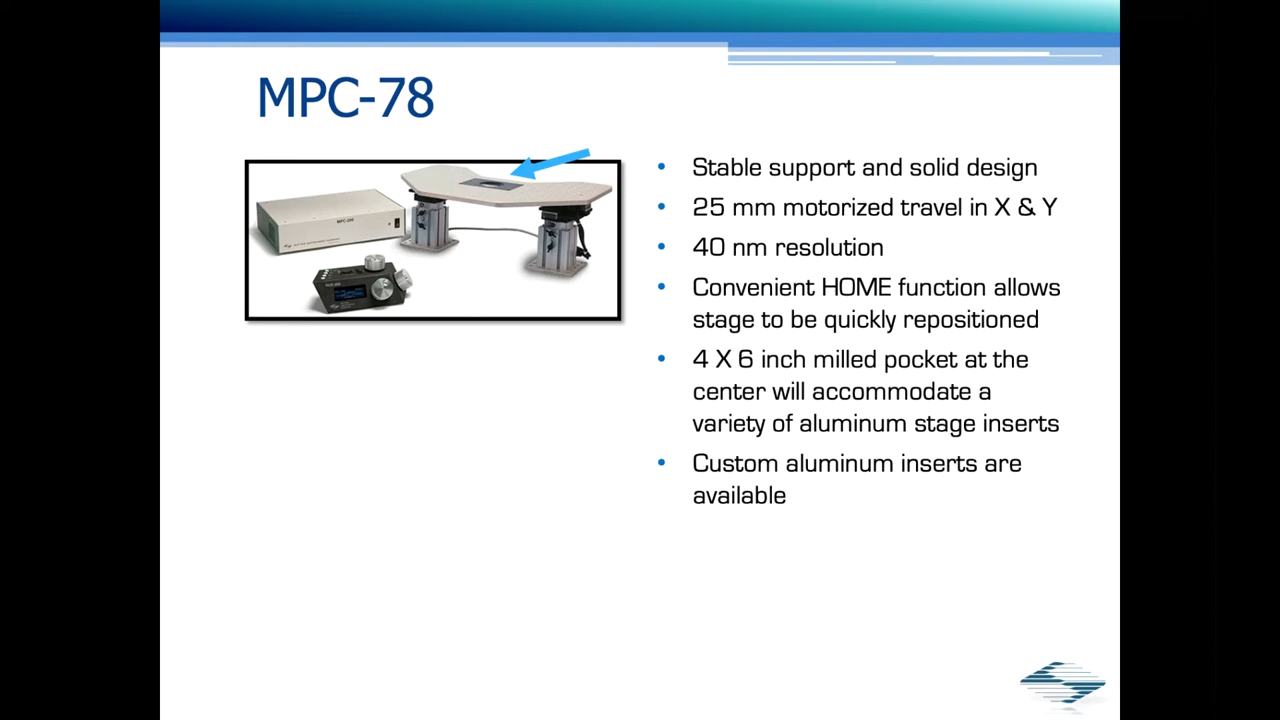 MPC-78
MPC-200
• Stable support and solid design
• 25 mm motorized travel in X & Y
• 40 nm resolution
• Convenient HOME function allows
stage to be quickly repositioned
• 4 X 6 inch milled pocket at the
center will accommodate a
variety of aluminum stage inserts
• Custom aluminum inserts are
available